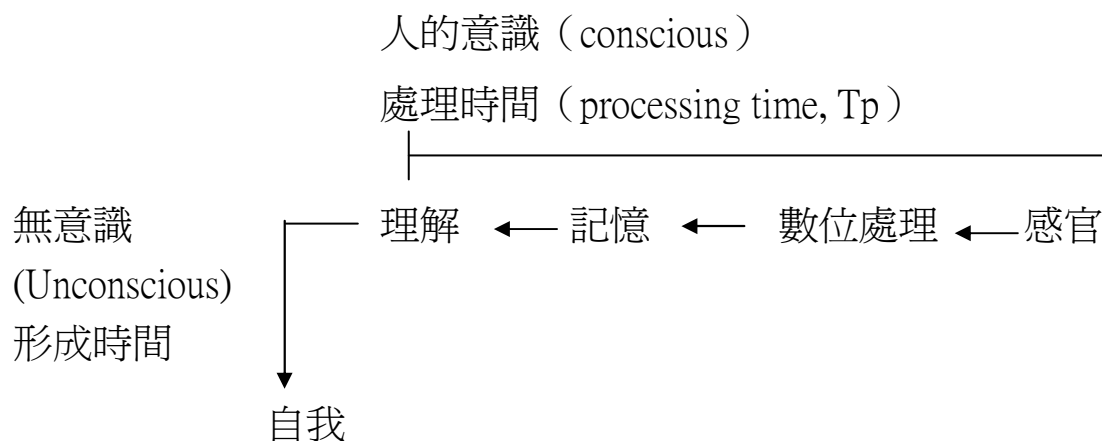 人的意識（conscious）
處理時間（processing time, Tp）
無意識
理解
記憶
數位處理
感官
(Unconscious)
形成時間
自我